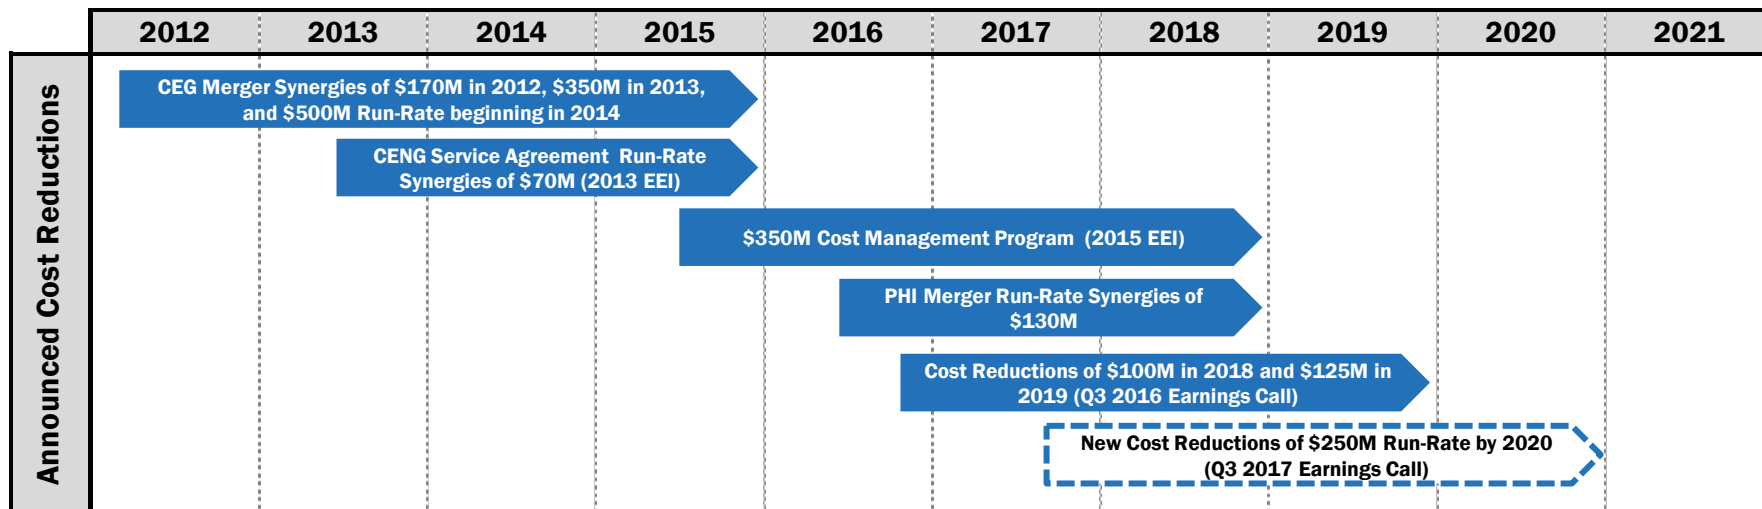 2012 2013 2014 2015 2016 2017 2018 2019 2020 2021
Announced Cost Reductions
CEG Merger Synergies of $170M in 2012, $350M in 2013,
and $500M Run-Rate beginning in 2014
CENG Service Agreement Run-Rate
Synergies of $70M (2013 EEI)
$350M Cost Management Program (2015 EEI)
PHI Merger Run-Rate Synergies of
$130M
Cost Reductions of $100M in 2018 and $125M in
2019 (Q3 2016 Earnings Call)
New Cost Reductions of $250M Run-Rate by 2020
(Q3 2017 Earnings Call)